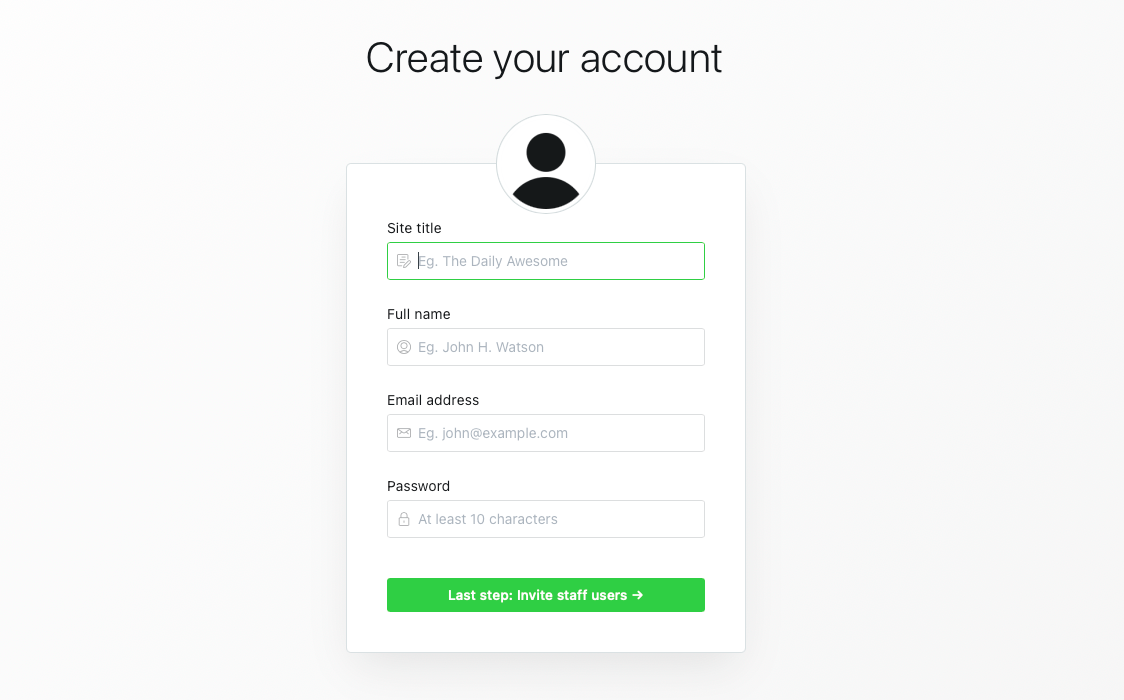 Create your account
Site title
Eg. The Daily Awesome
Full name
Eg. John H. Watson
Email address
Eg. john@example.com
Password
At least 10 characters
Last step: Invite staff users →